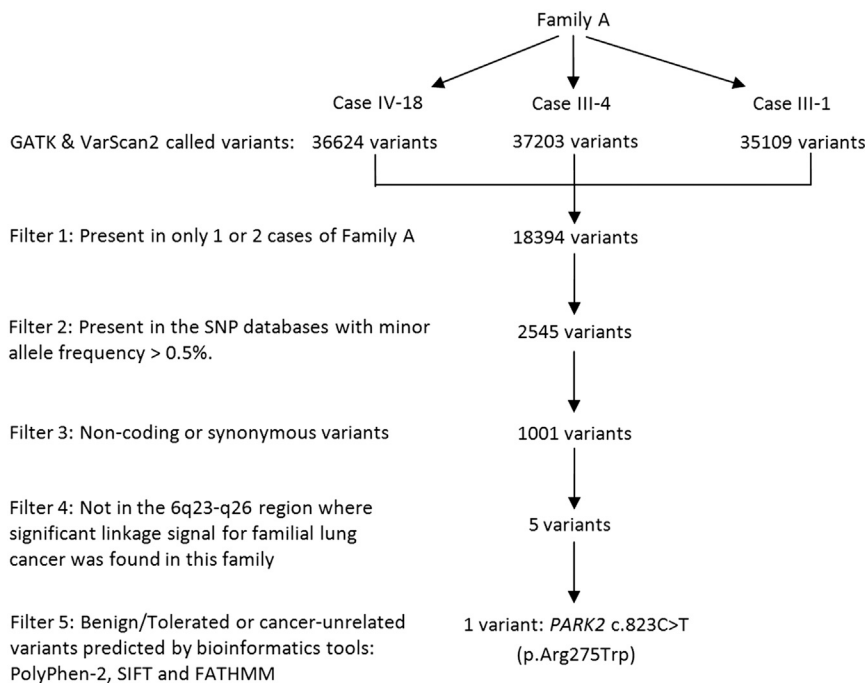 Family A
Case IV-18 Case III-4 Case III-1
GATK & VarScan2 called variants: 36624 variants 37203 variants 35109 variants
Filter 1: Present in only 1 or 2 cases of Family A 18394 variants
Filter 2: Present in the SNP databases with minor
allele frequency > 0.5%.
2545 variants
Filter 3: Non-coding or synonymous variants 1001 variants
Filter 4: Not in the 6q23-q26 region where
significant linkage signal for familial lung
cancer was found in this family
5 variants
Filter 5: Benign/Tolerated or cancer-unrelated
variants predicted by bioinformatics tools:
PolyPhen-2, SIFT and FATHMM
1 variant: PARK2 c.823C>T
(p.Arg275Trp)